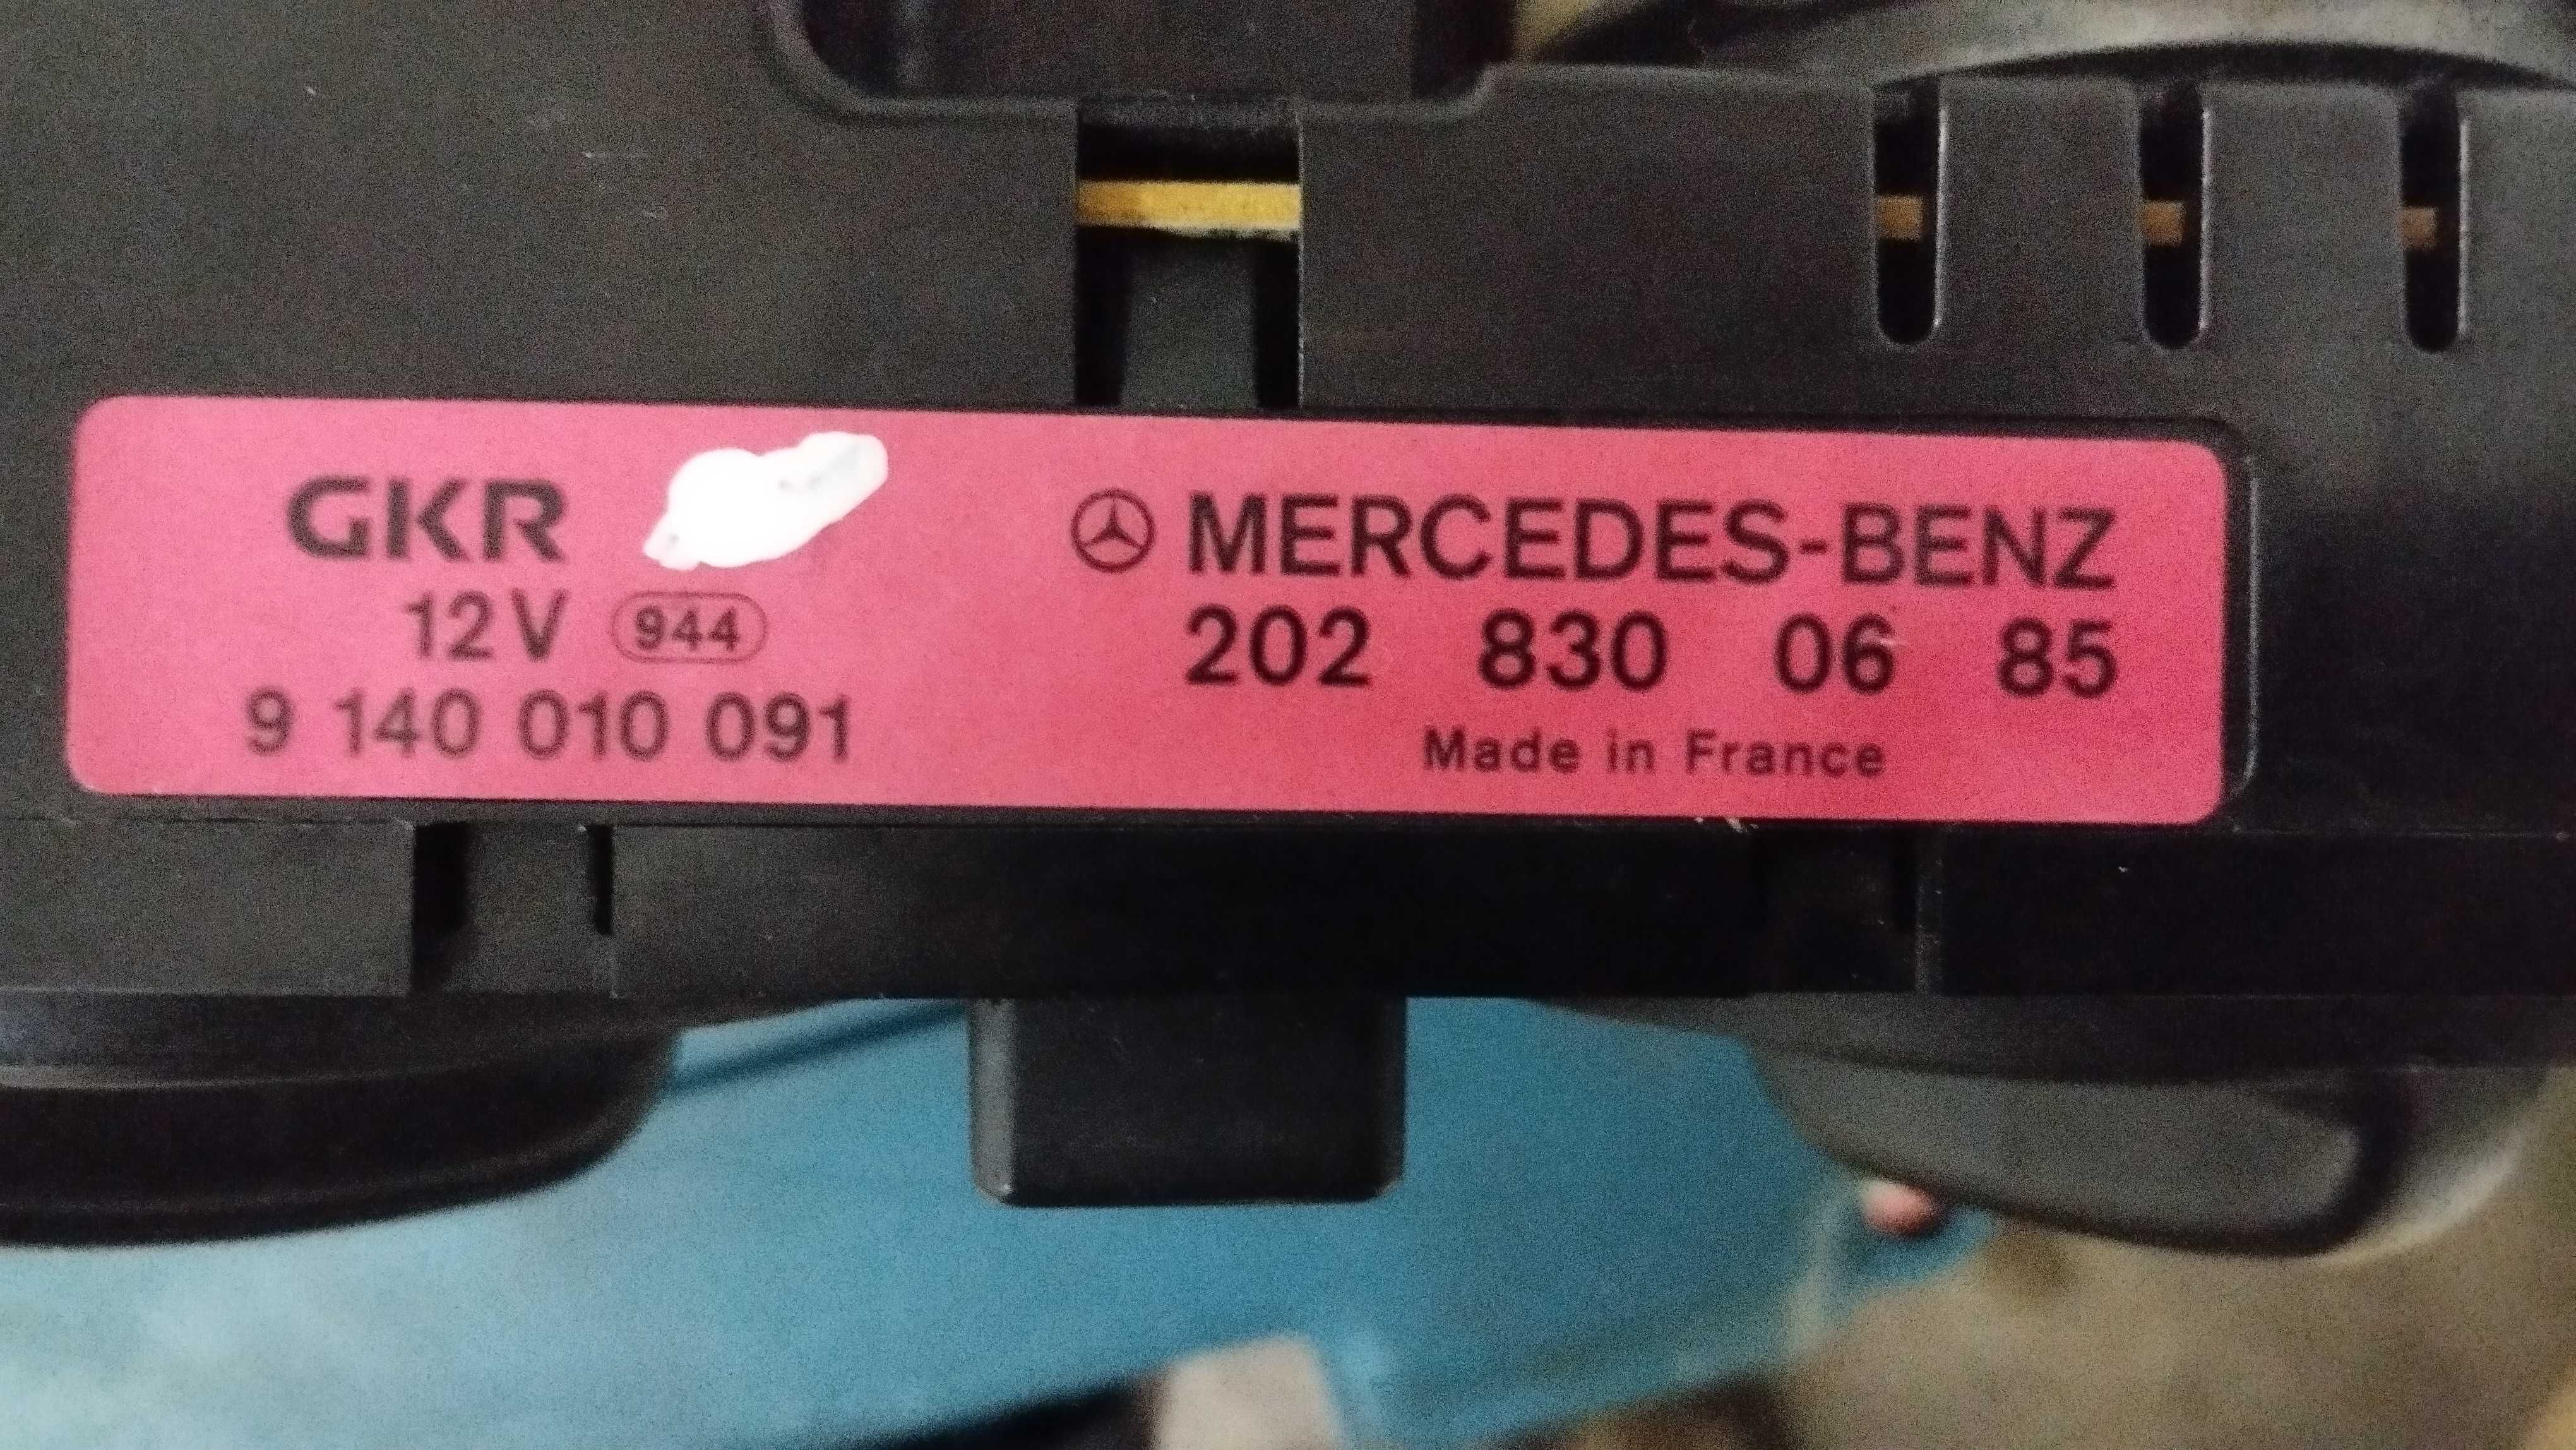 GKR
12V 944
9 140 010 091
MERCEDES-BENZ
202 830 06 85
Made in France